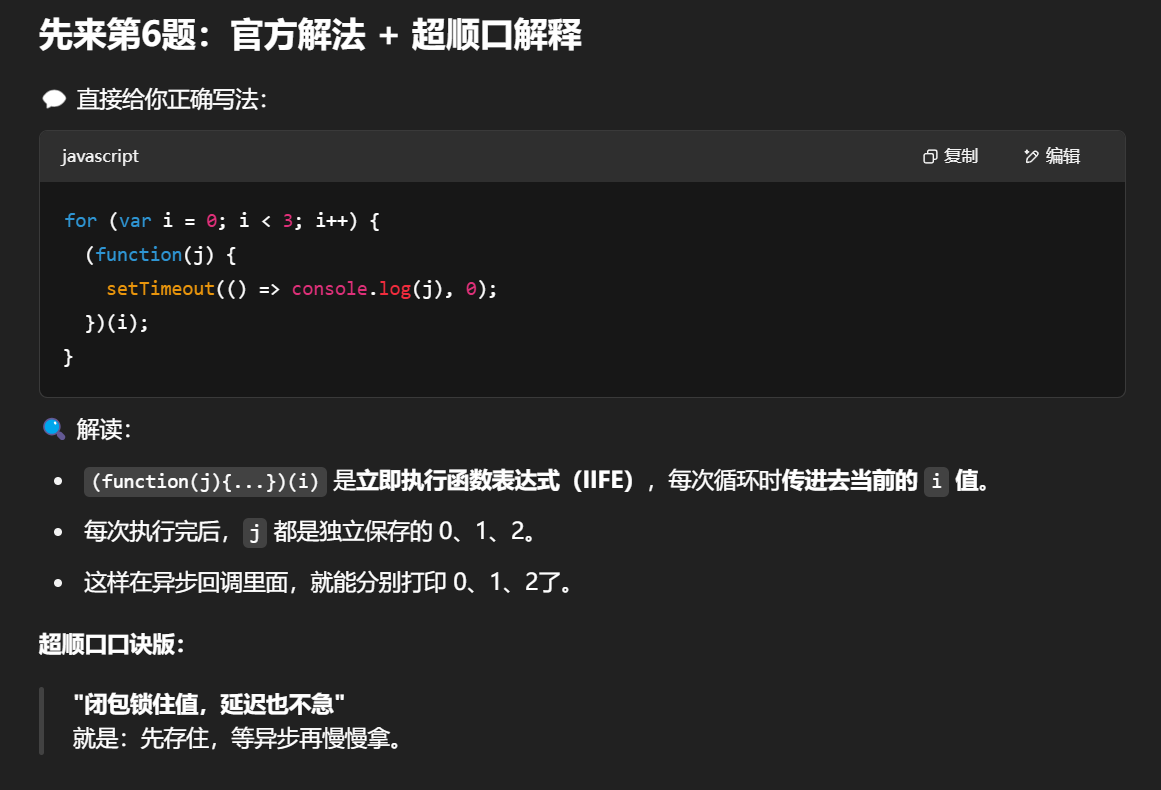 先来第6题：官方解法 + 超顺口解释
💬 直接给你正确写法：
javascript 复制 编辑
for (var i = 0; i < 3; i++) {
  (function(j) {
    setTimeout(() => console.log(j), 0);
  })(i);
}
🔍 解读：
• (function(j){...})(i) 是立即执行函数表达式（IIFE），每次循环时传进去当前的 i 值。
• 每次执行完后，j 都是独立保存的 0、1、2。
• 这样在异步回调里面，就能分别打印 0、1、2了。
超顺口口诀版：
"闭包锁住值，延迟也不急"
就是：先存住，等异步再慢慢拿。